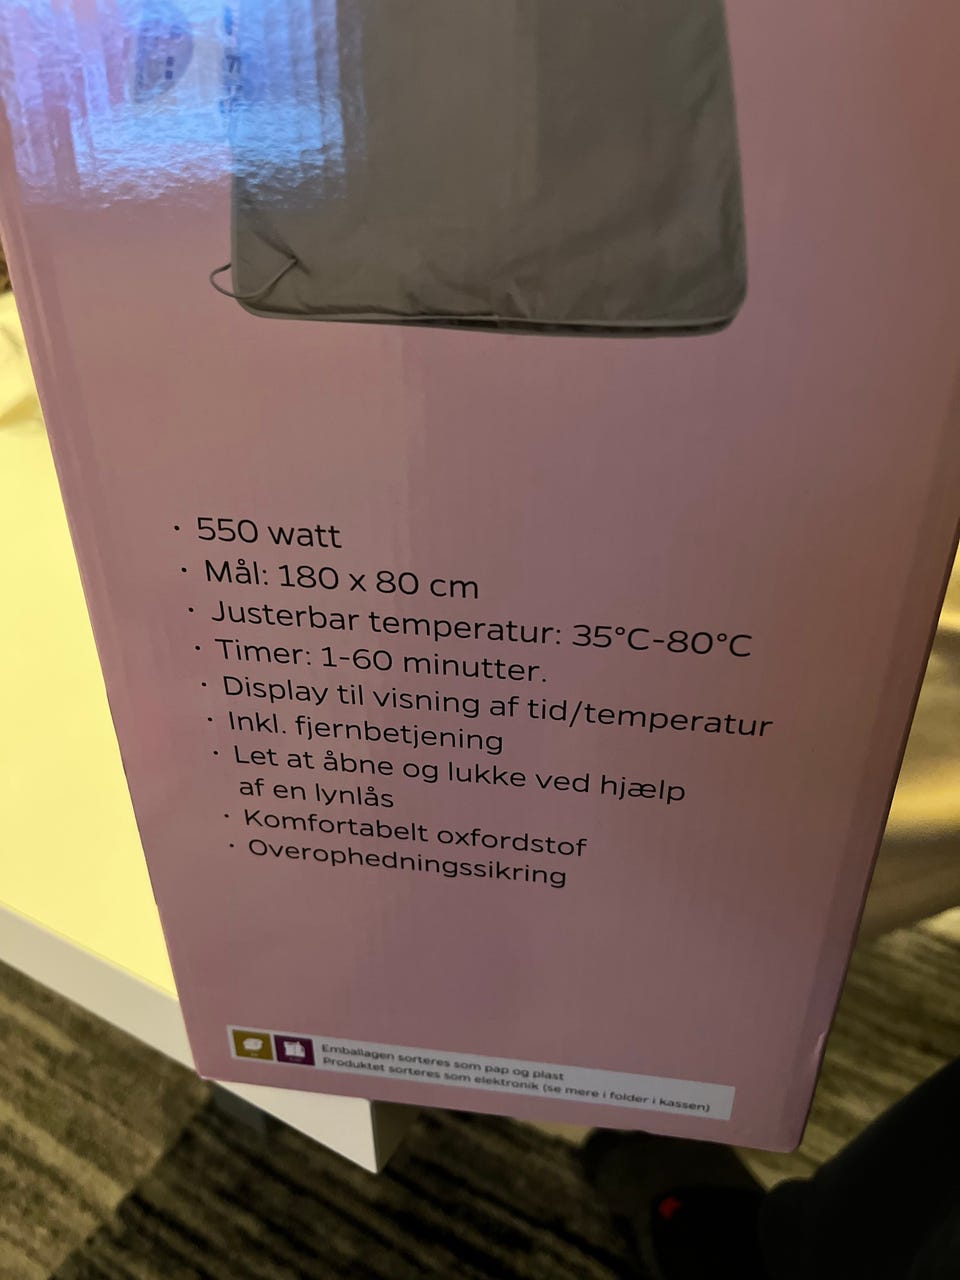 · 550 watt
· Mål: 180 x 80 cm
· Justerbar temperatur: 35°C-80°C
· Timer: 1-60 minutter.
· Display til visning af tid/temperatur
· Inkl. fjernbetjening
· Let at åbne og lukke ved hjælp
af en lynlås
· Komfortabelt oxfordstof
· Overophedningssikring
Emballagen sorteres som pap og plast
Produktet sorteres som elektronik (se mere i folder i kassen)